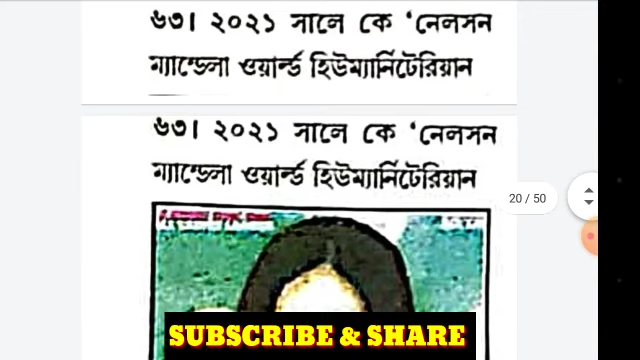 ৬৩। ২০২১ সালে কে ‘নেলসন
ম্যান্ডেলা ওয়ার্ল্ড হিউম্যানিটেরিয়ান
৬৩। ২০২১ সালে কে ‘নেলসন
ম্যান্ডেলা ওয়ার্ল্ড হিউম্যানিটেরিয়ান
20 / 50
SUBSCRIBE & SHARE